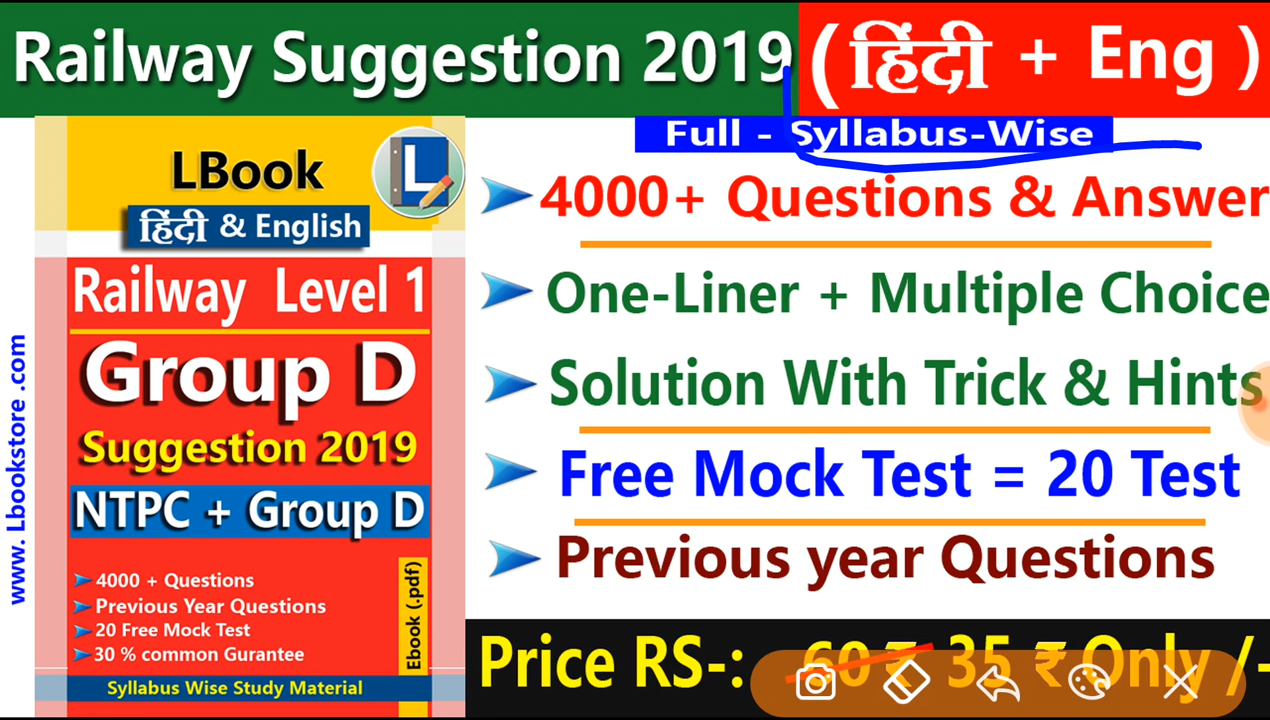 Railway Suggestion 2019 (हिंदी + Eng )
Full - Syllabus-Wise
LBook
L
हिंदी & English
Railway Level 1
Group D
Suggestion 2019
NTPC + Group D
4000 + Questions
Previous Year Questions
20 Free Mock Test
30 % common Gurantee
Ebook (.pdf)
Syllabus Wise Study Material
www. Lbookstore .com
4000+ Questions & Answer
One-Liner + Multiple Choice
Solution With Trick & Hints
Free Mock Test = 20 Test
Previous year Questions
Price RS-: 60 ₹ 35 ₹ Only /-